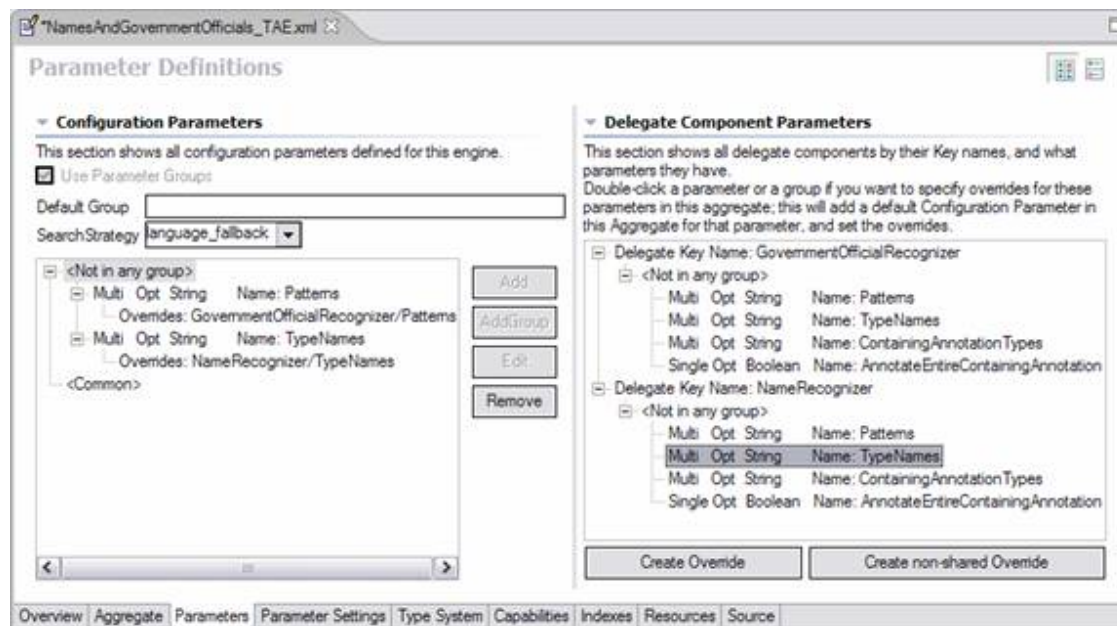 *NamesAndGovernmentOfficials_TAE.xml
Parameter Definitions
Configuration Parameters
This section shows all configuration parameters defined for this engine.
Use Parameter Groups
Default Group
SearchStrategy language_fallback
<Not in any group>
Multi Opt String Name: Patterns
Overrides: GovernmentOfficialRecognizer/Patterns
Multi Opt String Name: TypeNames
Overrides: NameRecognizer/TypeNames
<Common>
Add
AddGroup
Edit
Remove
Delegate Component Parameters
This section shows all delegate components by their Key names, and what
parameters they have.
Double-click a parameter or a group if you want to specify overrides for these
parameters in this aggregate; this will add a default Configuration Parameter in
this Aggregate for that parameter, and set the overrides.
Delegate Key Name: GovernmentOfficialRecognizer
<Not in any group>
Multi Opt String Name: Patterns
Multi Opt String Name: TypeNames
Multi Opt String Name: ContainingAnnotationTypes
Single Opt Boolean Name: AnnotateEntireContainingAnnotation
Delegate Key Name: NameRecognizer
<Not in any group>
Multi Opt String Name: Patterns
Multi Opt String Name: TypeNames
Multi Opt String Name: ContainingAnnotationTypes
Single Opt Boolean Name: AnnotateEntireContainingAnnotation
Create Override
Create non-shared Override
Overview Aggregate Parameters Parameter Settings Type System Capabilities Indexes Resources Source